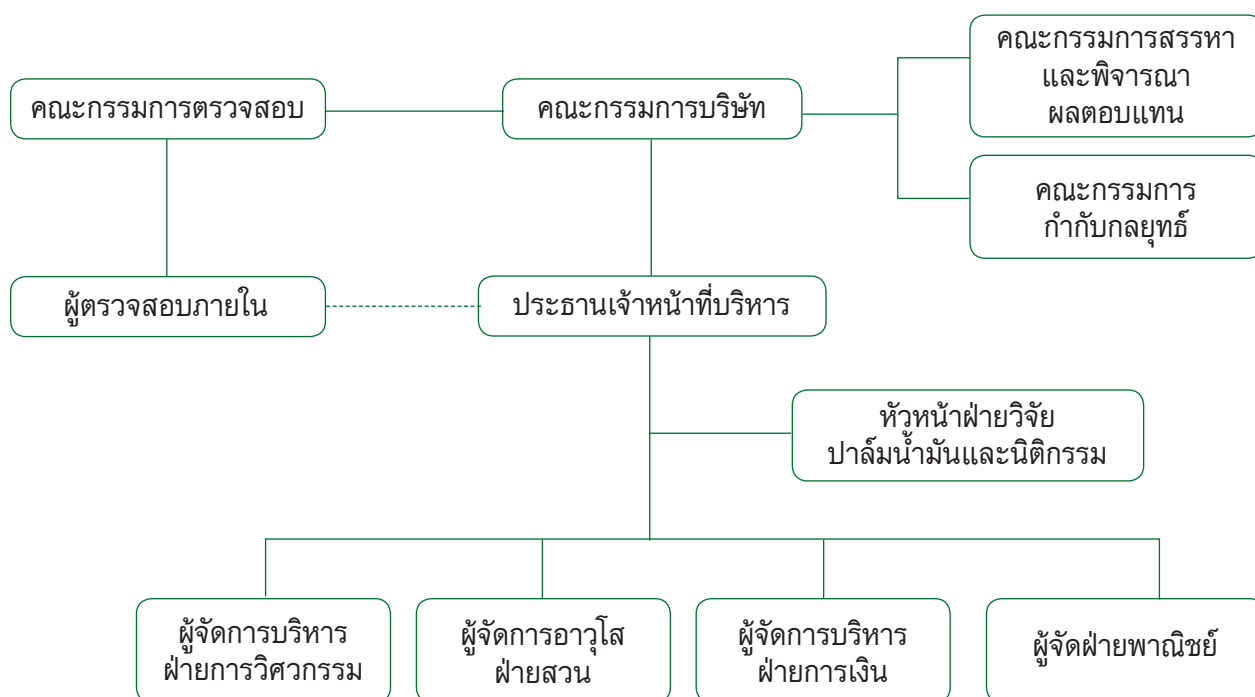 คณะกรรมการสรรหา
และพิจารณา
ผลตอบแทน
คณะกรรมการตรวจสอบ
คณะกรรมการบริษัท
คณะกรรมการ
กำกับกลยุทธ์
ผู้ตรวจสอบภายใน
ประธานเจ้าหน้าที่บริหาร
หัวหน้าฝ่ายวิจัย
ปาล์มน้ำมันและนิติกรรม
ผู้จัดการบริหาร
ฝ่ายการวิศวกรรม
ผู้จัดการอาวุโส
ฝ่ายสวน
ผู้จัดการบริหาร
ฝ่ายการเงิน
ผู้จัดฝ่ายพาณิชย์